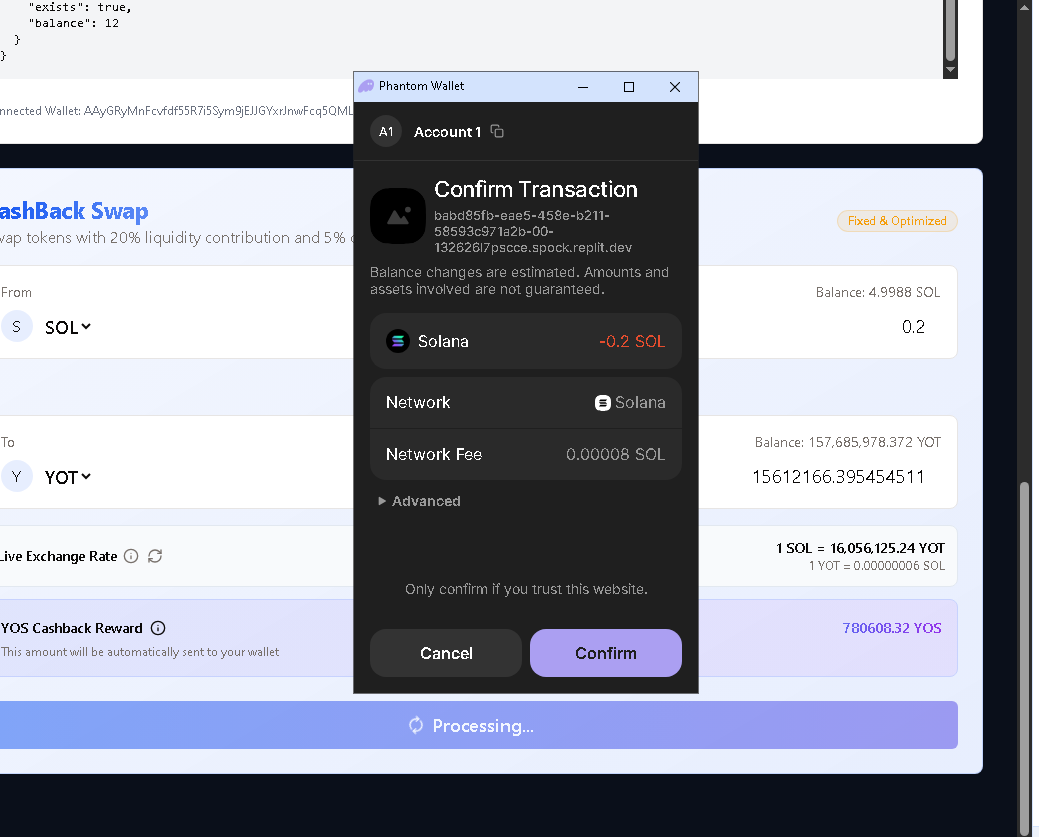 "exists": true,
"balance": 12
}
}
nnected Wallet: AAyGRyMnFcvfdf55R7i5Sym9jEJJGYxrJnwFcq5QML
Phantom Wallet
A1 Account 1
Confirm Transaction
babd85fb-eae5-458e-b211-
58593c971a2b-00-
132626l7pscce.spock.replit.dev
Balance changes are estimated. Amounts and
assets involved are not guaranteed.
Solana -0.2 SOL
Network Solana
Network Fee 0.00008 SOL
Advanced
Only confirm if you trust this website.
Cancel Confirm
ashBack Swap
wap tokens with 20% liquidity contribution and 5% c
Fixed & Optimized
From Balance: 4.9988 SOL
S SOL 0.2
To Balance: 157,685,978.372 YOT
Y YOT 15612166.395454511
Live Exchange Rate 1 SOL = 16,056,125.24 YOT
1 YOT = 0.00000006 SOL
YOS Cashback Reward 780608.32 YOS
This amount will be automatically sent to your wallet
Processing...